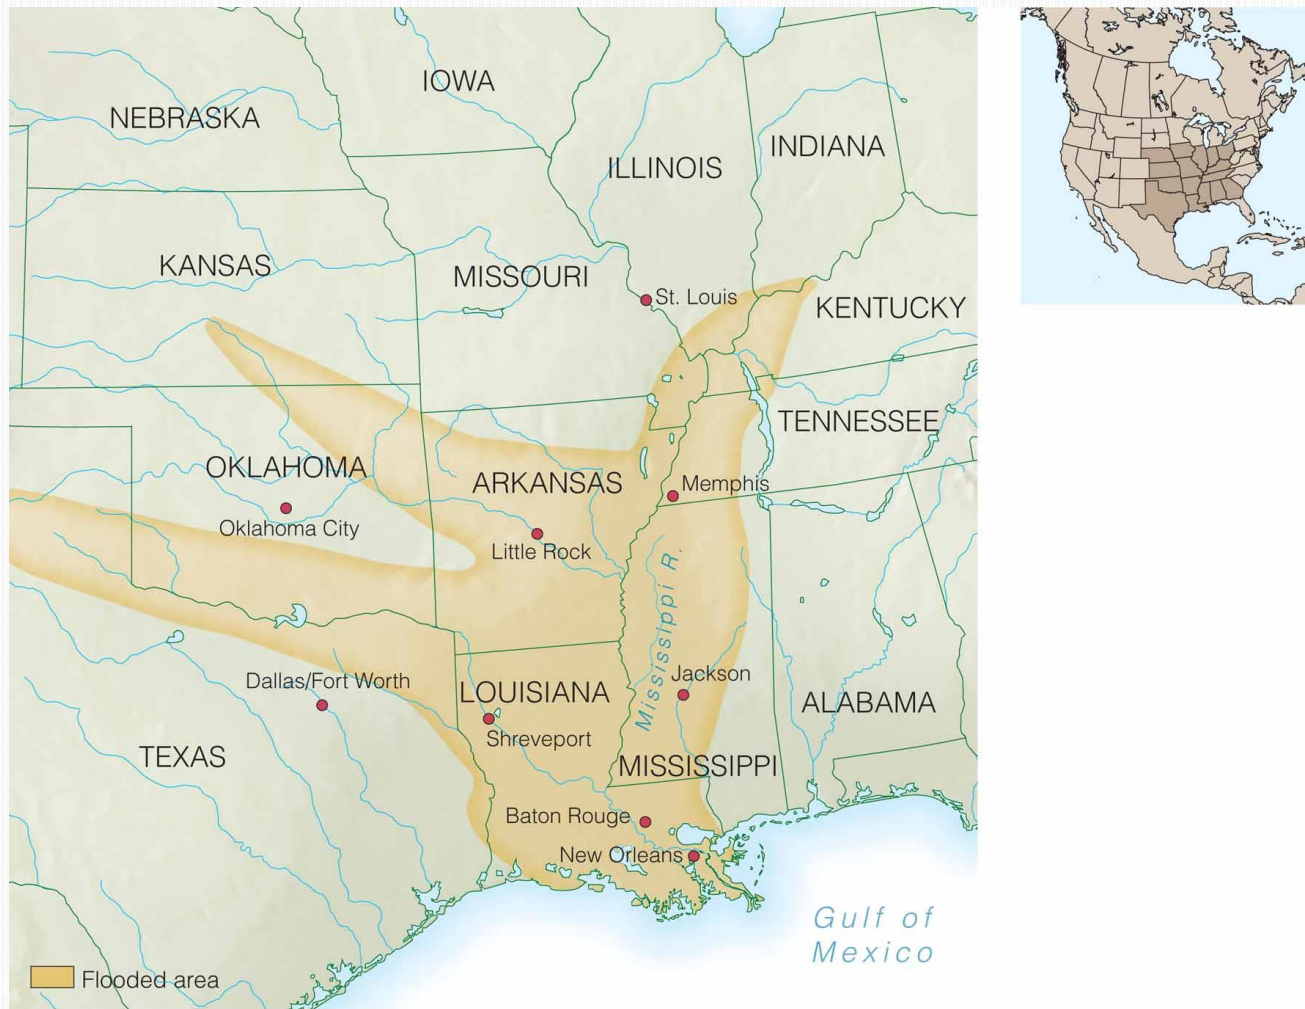 IOWA
NEBRASKA
INDIANA
ILLINOIS
KANSAS
MISSOURI
St. Louis
KENTUCKY
TENNESSEE
OKLAHOMA
ARKANSAS
Memphis
Oklahoma City
Little Rock
Mississippi R.
Jackson
Dallas/Fort Worth
LOUISIANA
ALABAMA
Shreveport
TEXAS
MISSISSIPPI
Baton Rouge
New Orleans
Gulf of
Mexico
Flooded area